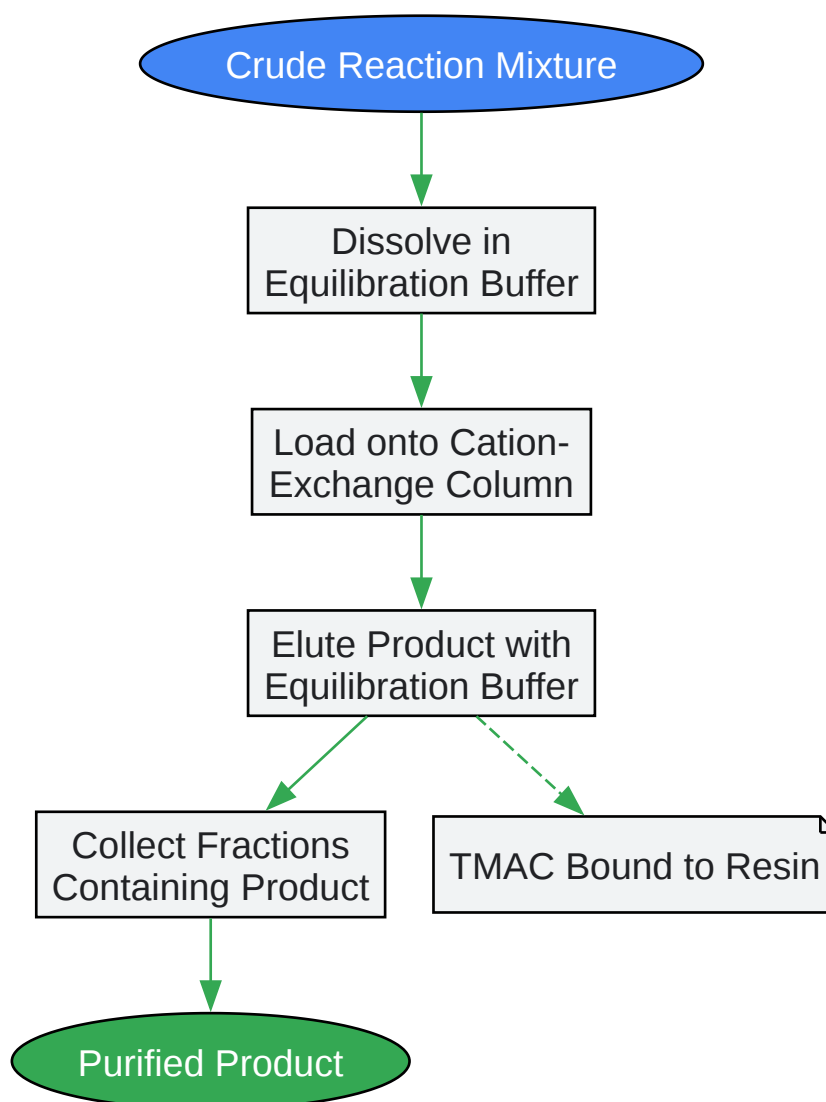 Crude Reaction Mixture
Dissolve in
Equilibration Buffer
Load onto Cation-
Exchange Column
Elute Product with
Equilibration Buffer
Collect Fractions
Containing Product
TMAC Bound to Resin
Purified Product